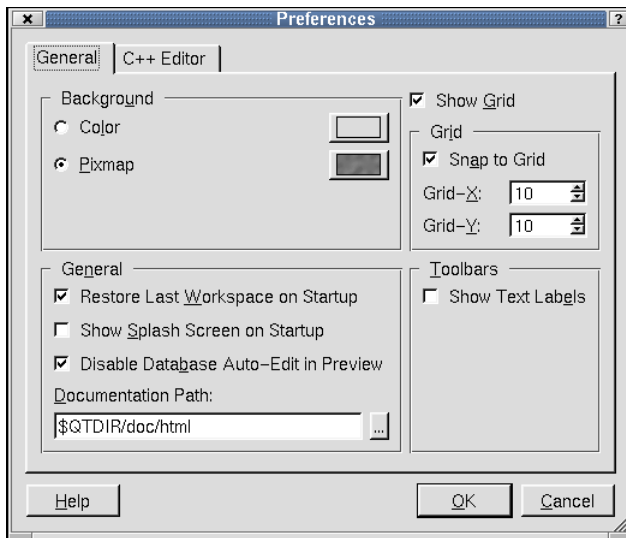 Preferences
?
General
C++ Editor
Background
Color
Pixmap
Show Grid
Grid
Snap to Grid
Grid-X: 10
Grid-Y: 10
General
Restore Last Workspace on Startup
Show Splash Screen on Startup
Disable Database Auto-Edit in Preview
Documentation Path:
$QTDIR/doc/html
...
Toolbars
Show Text Labels
Help
OK
Cancel